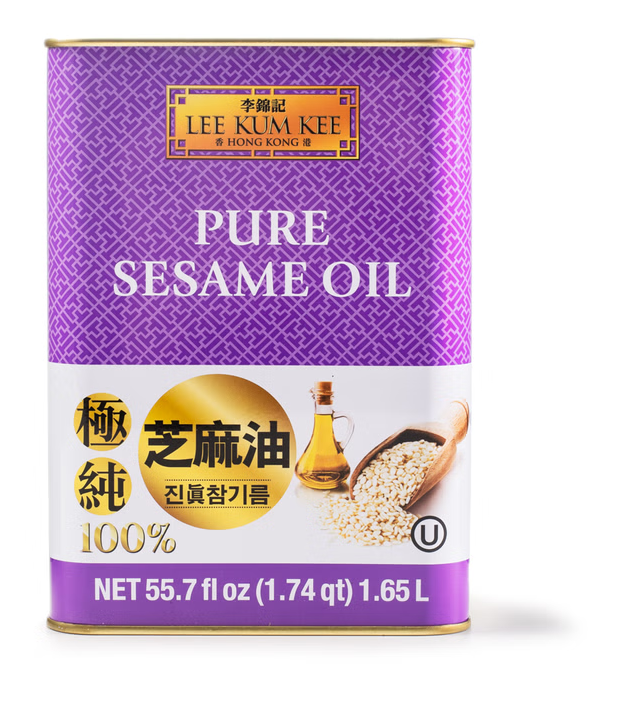 李錦記
LEE KUM KEE
香 HONG KONG 港
PURE
SESAME OIL
極
純
100%
芝麻油
진眞참기름
U
NET 55.7 fl oz (1.74 qt) 1.65 L